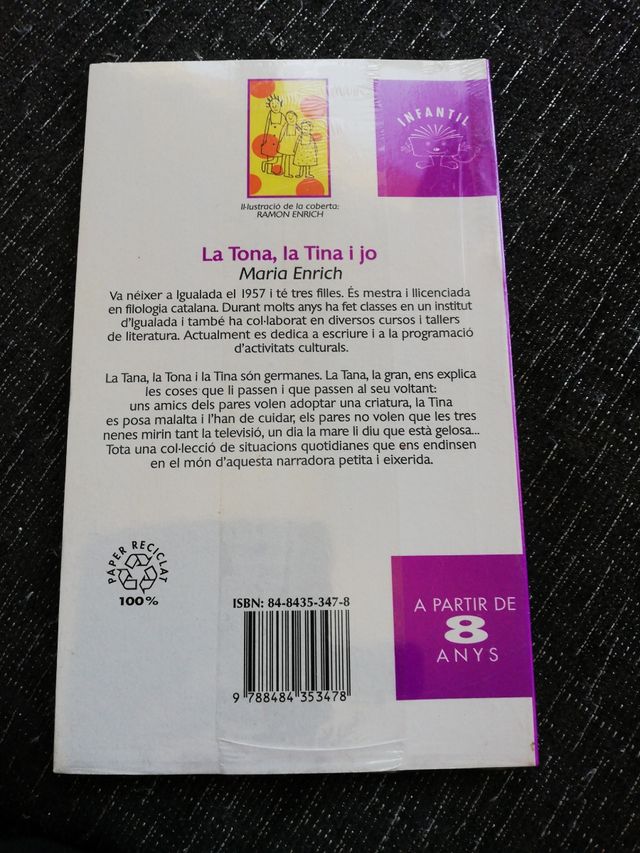 INFANTIL
Il·lustració de la coberta:
RAMON ENRICH
La Tona, la Tina i jo
Maria Enrich
Va néixer a Igualada el 1957 i té tres filles. És mestra i llicenciada
en filologia catalana. Durant molts anys ha fet classes en un institut
d'Igualada i també ha col·laborat en diversos cursos i tallers
de literatura. Actualment es dedica a escriure i a la programació
d'activitats culturals.
La Tana, la Tona i la Tina són germanes. La Tana, la gran, ens explica
les coses que li passen i que passen al seu voltant:
uns amics dels pares volen adoptar una criatura, la Tina
es posa malalta i l'han de cuidar, els pares no volen que les tres
nenes mirin tant la televisió, un dia la mare li diu que està gelosa...
Tota una col·lecció de situacions quotidianes que ens endinsen
en el món d'aquesta narradora petita i eixerida.
PAPER RECICLAT
100%
ISBN: 84-8435-347-8
9 788484 353478
A PARTIR DE
8
ANYS